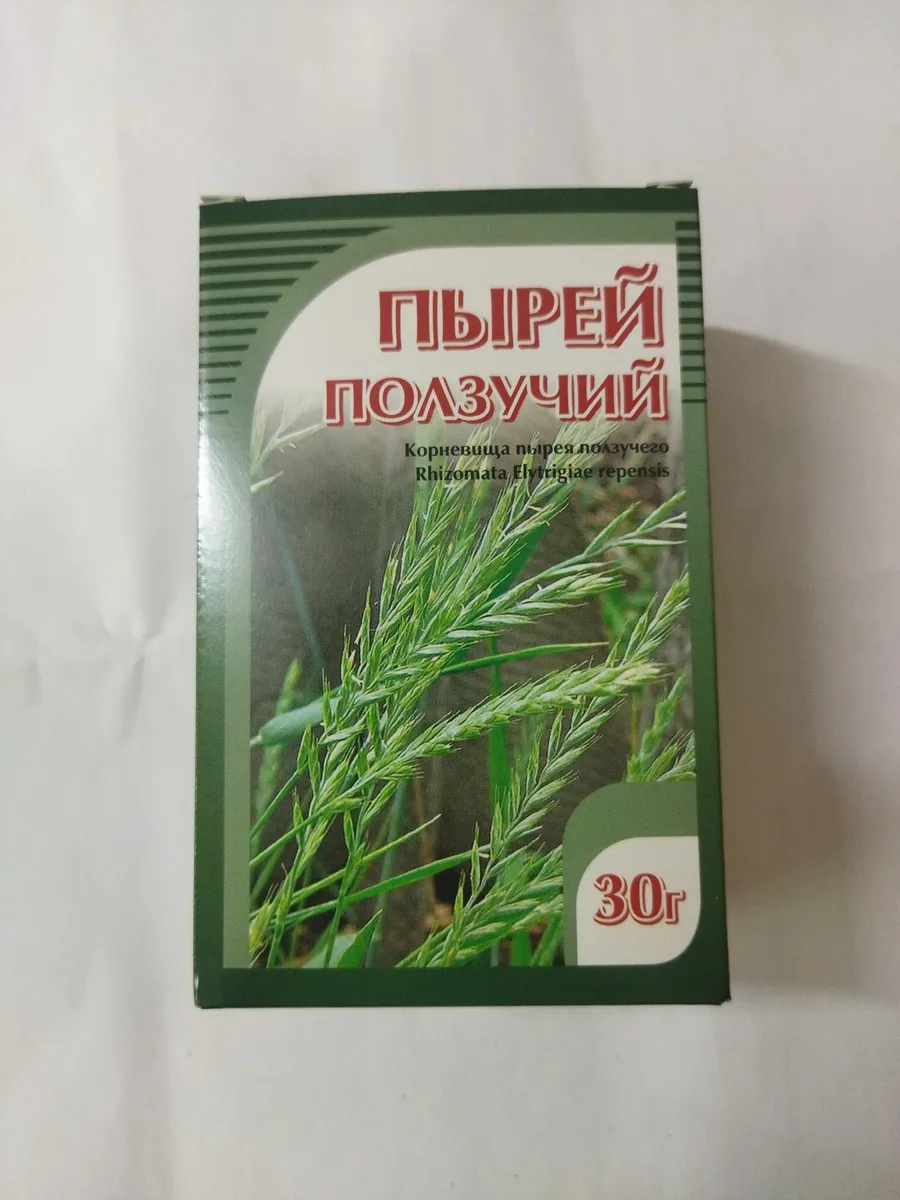 ПЫРЕЙ
ПОЛЗУЧИЙ
Корневища пырея ползучего
Rhizomata Elytrigiae repensis
30г